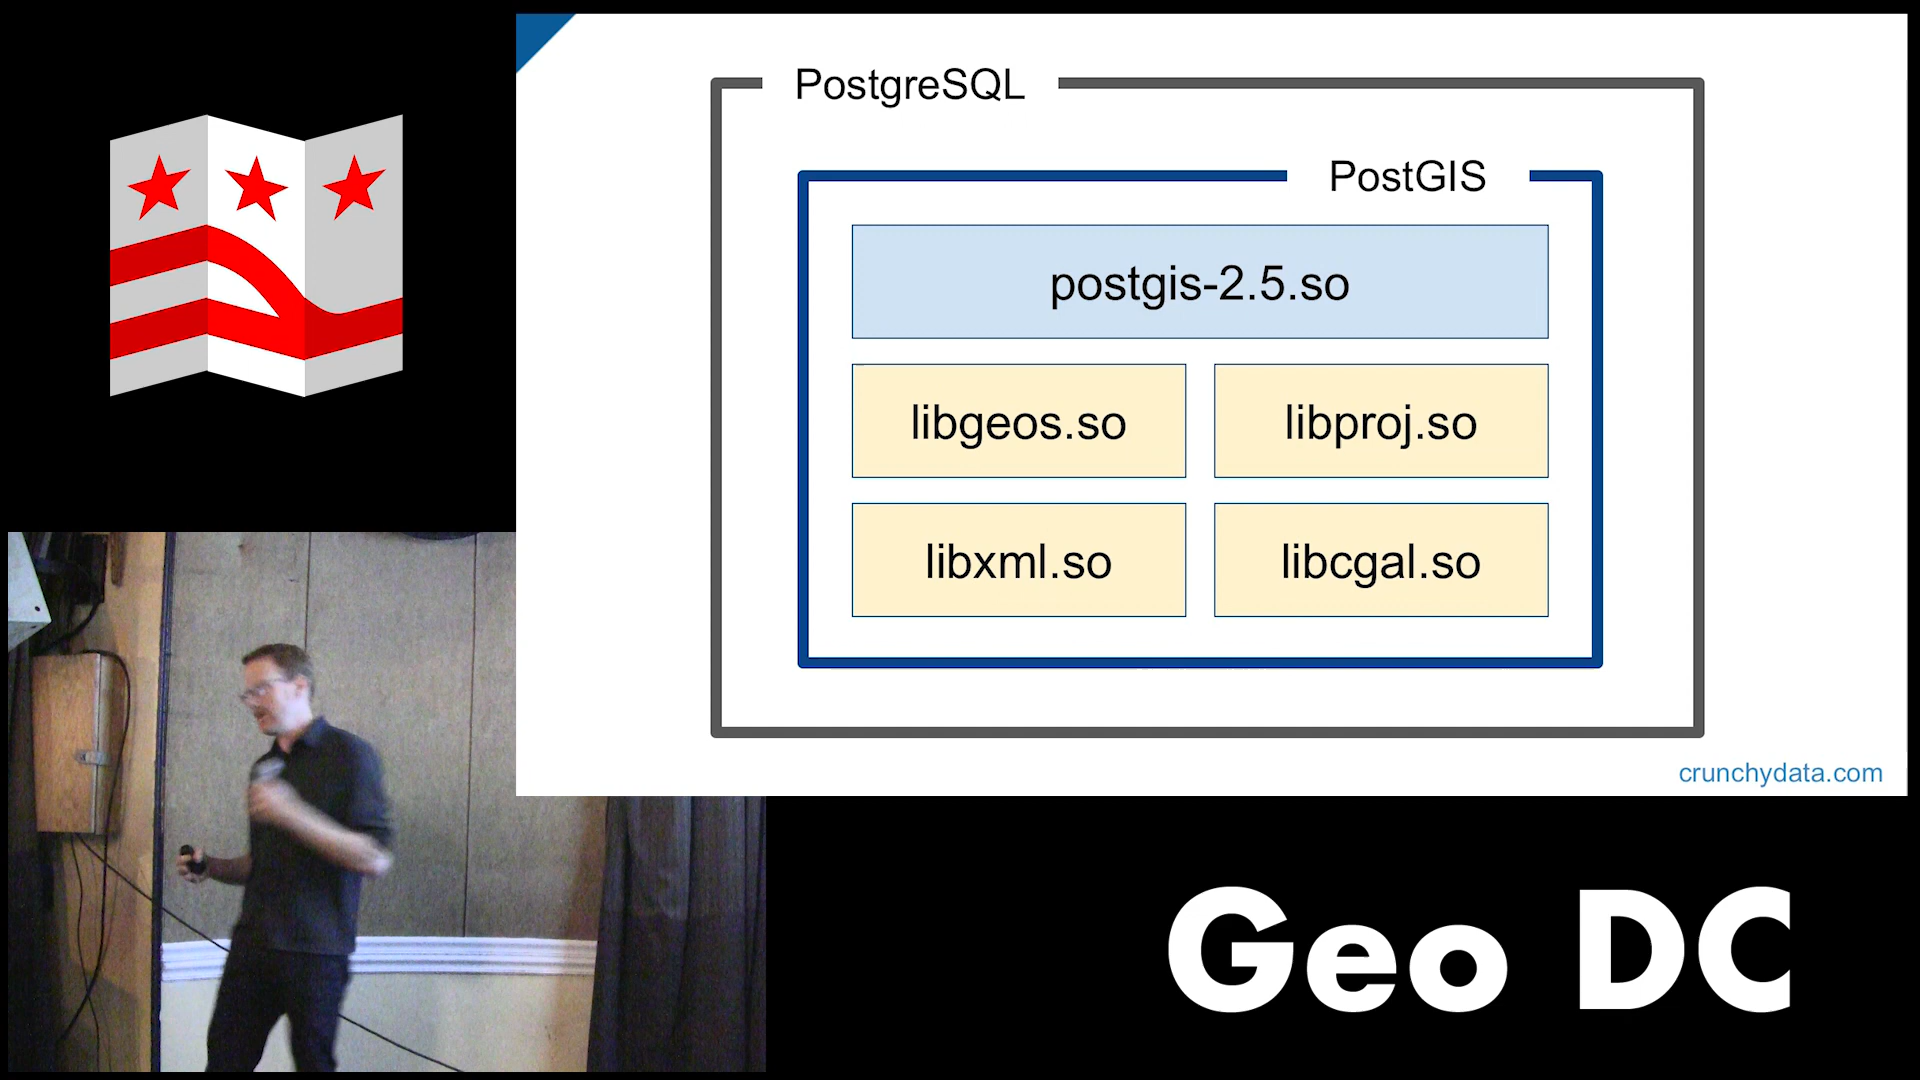 PostgreSQL
PostGIS
postgis-2.5.so
libgeos.so libproj.so
libxml.so libcgal.so
crunchydata.com
Geo DC